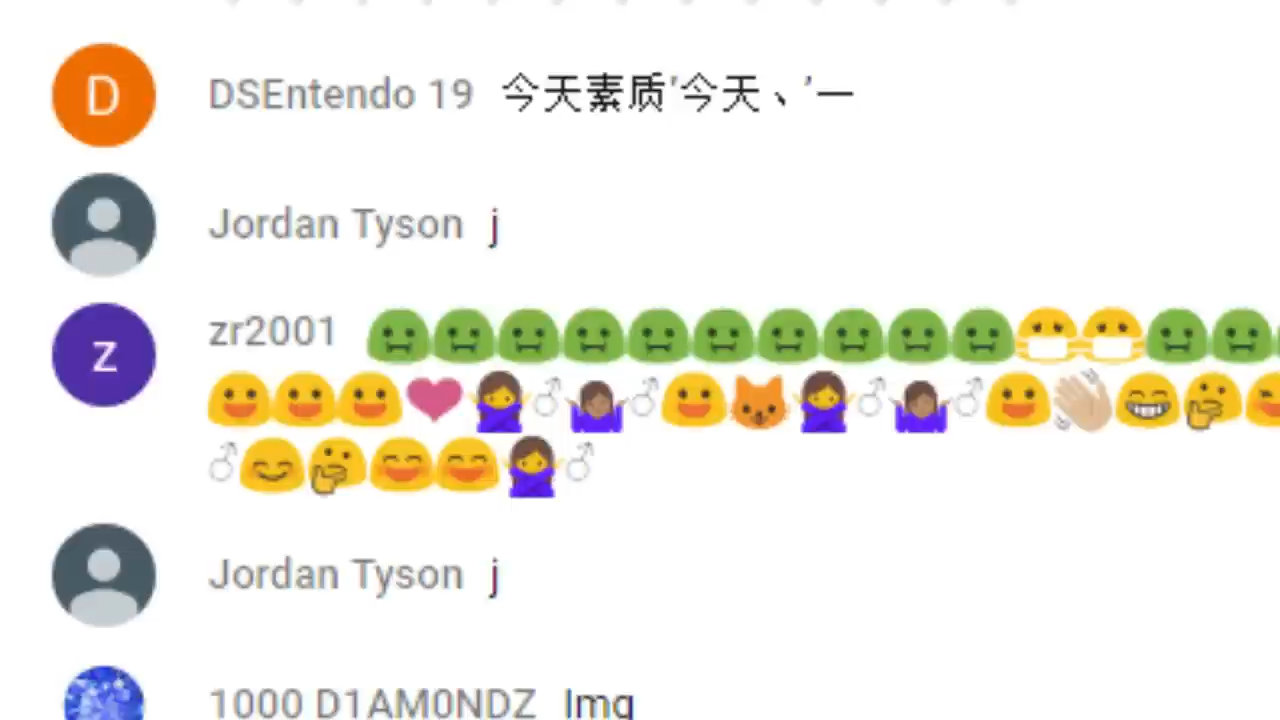 D DSEntendo 19 今天素质'今天、'一
Jordan Tyson j
z zr2001
Jordan Tyson j
1000 D1AM0NDZ lmg